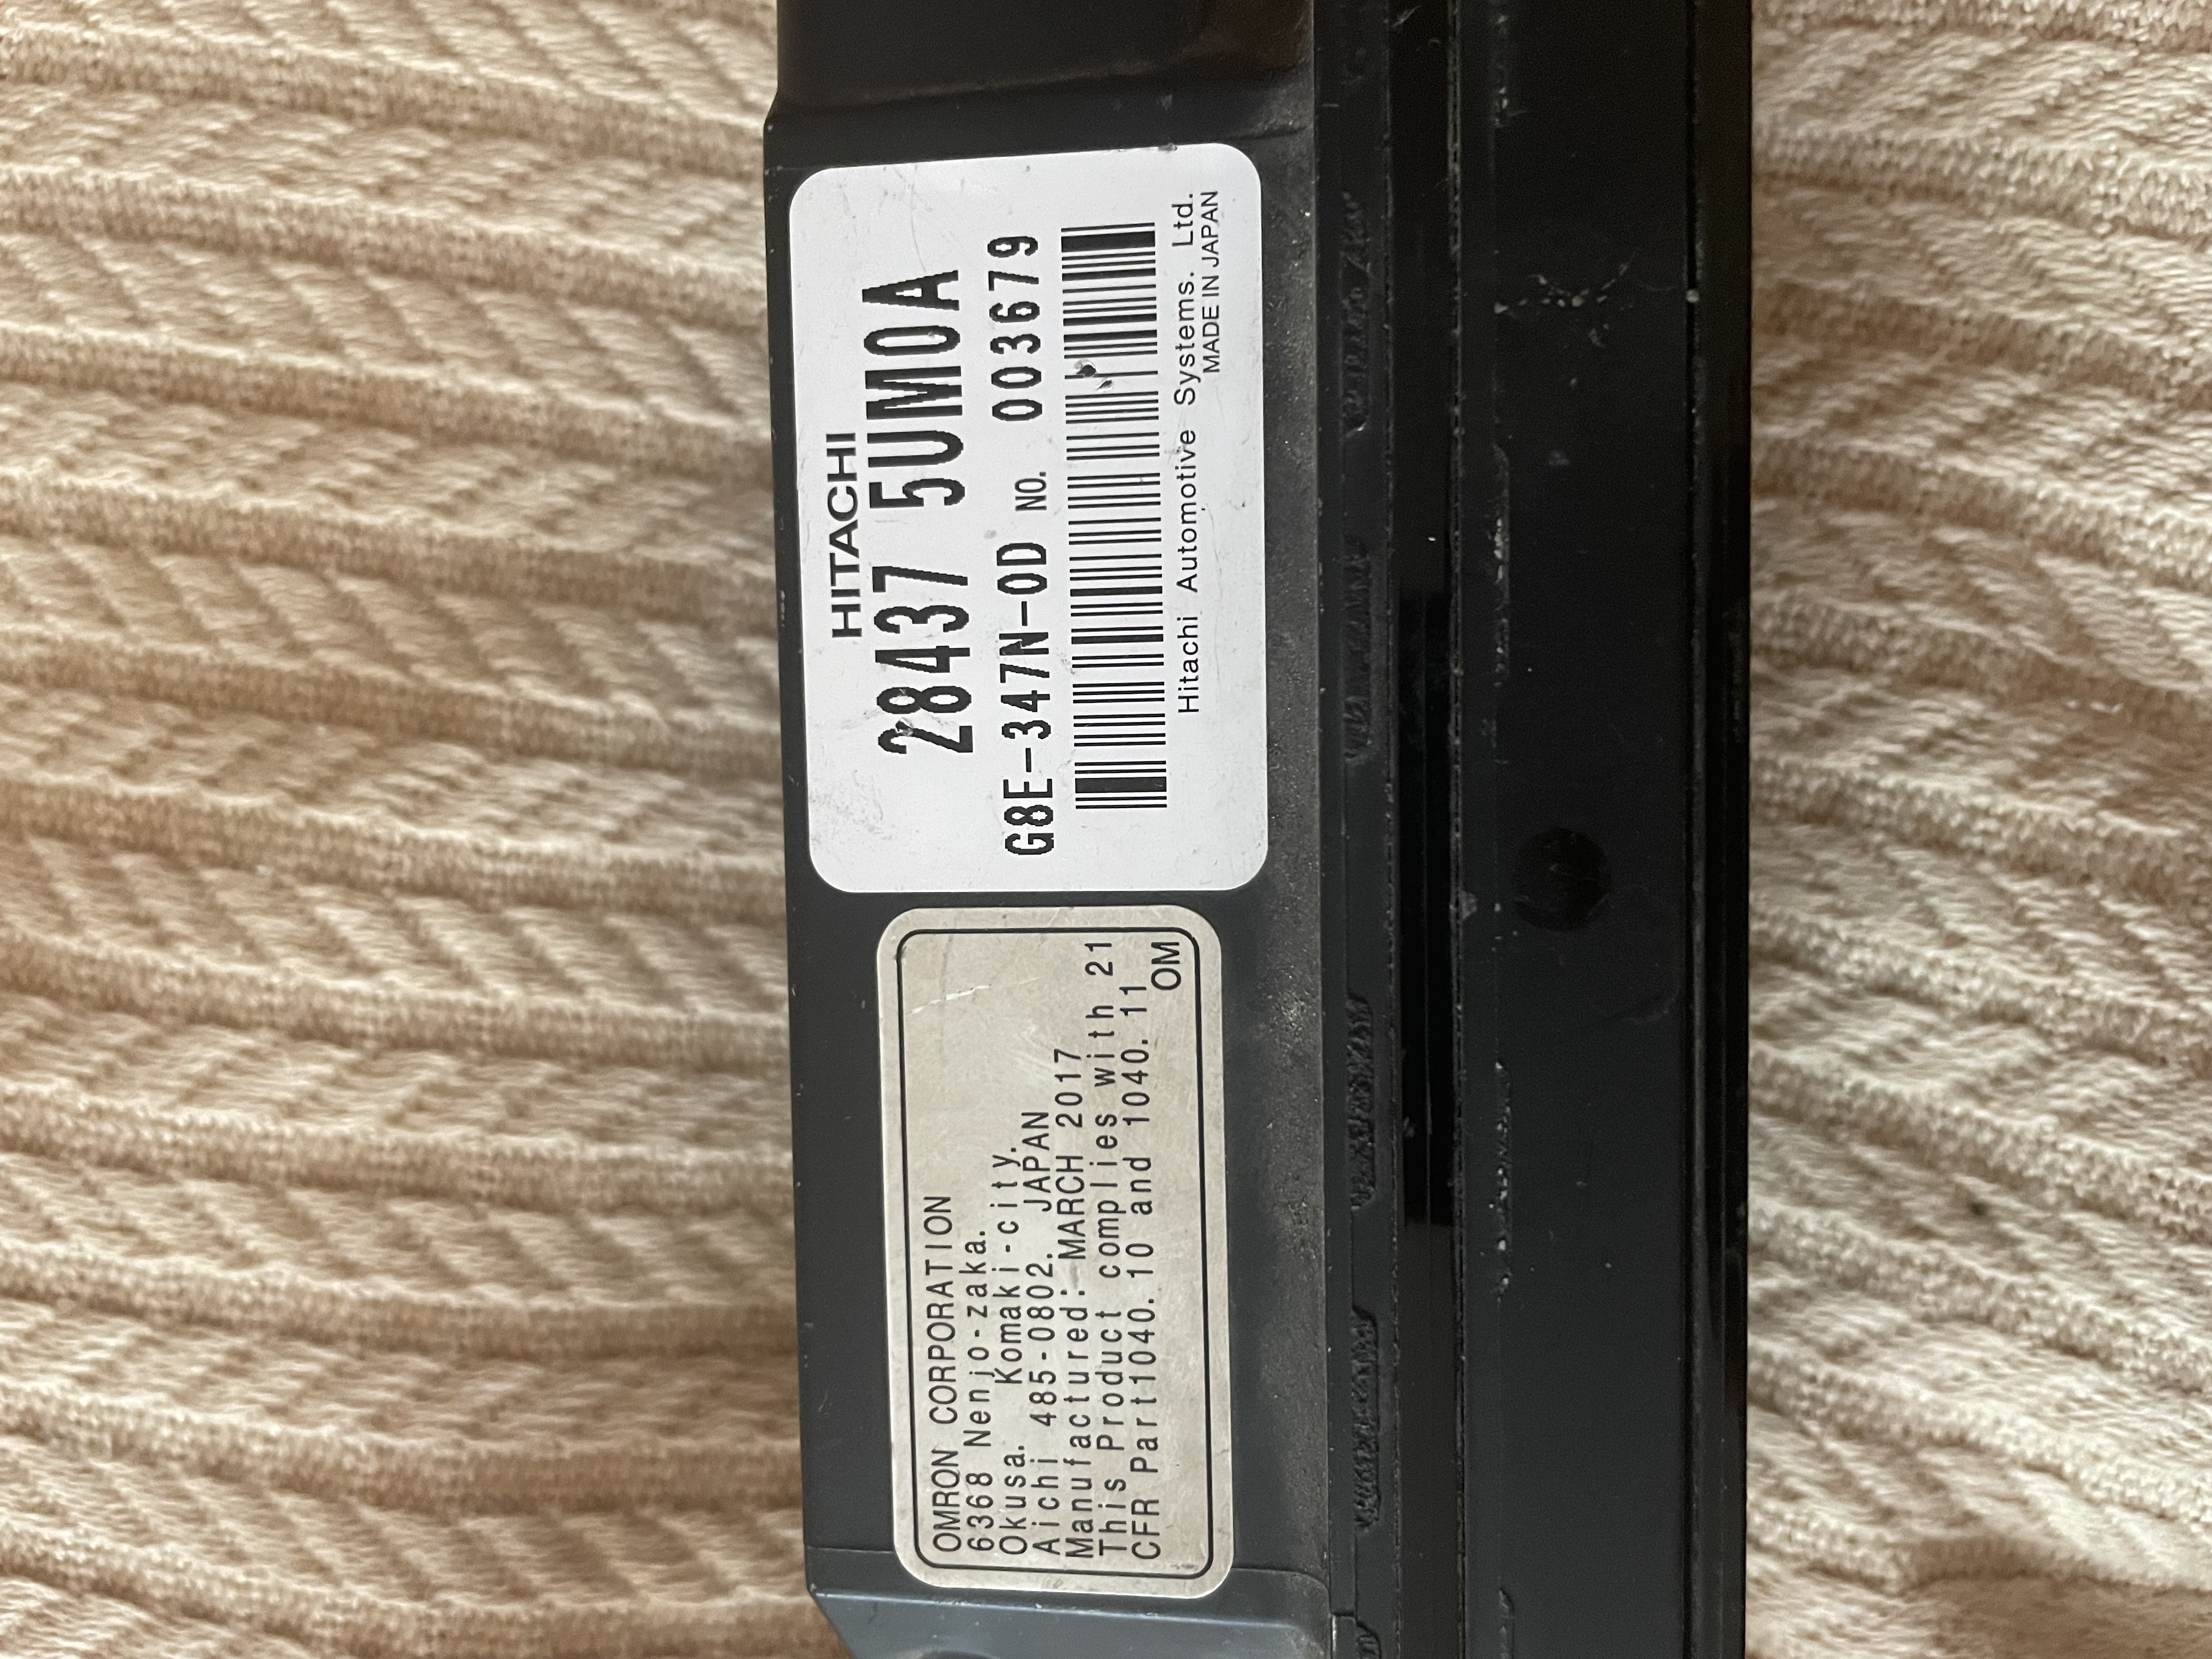 HITACHI
28437 5UM0A
G8E-347N-0D NO. 003679
Hitachi Automotive Systems. Ltd.
MADE IN JAPAN
OMRON CORPORATION
6368 Nenjo-zaka.
Okusa. Komaki-city.
Aichi 485-0802. JAPAN
Manufactured: MARCH 2017
This Product complies with 21
CFR Part1040.10 and 1040.11
OM